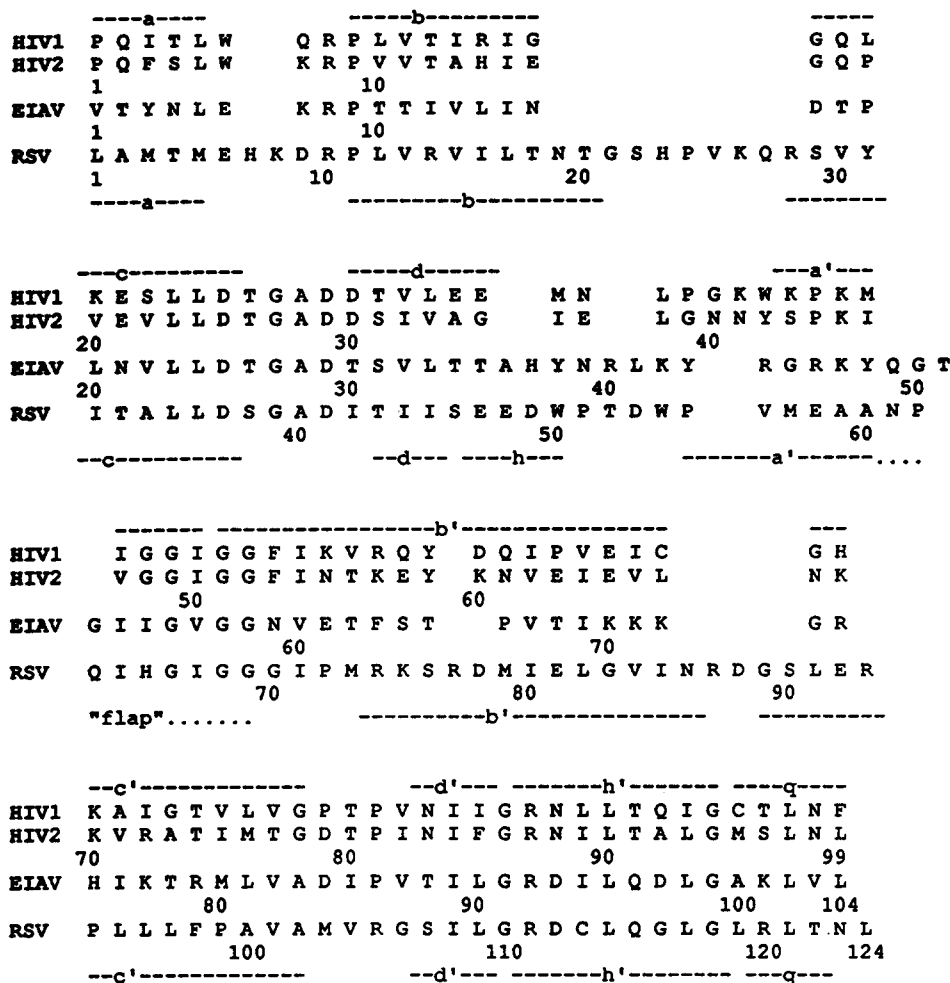 ----a---- -------b-------- -----
HIV1 P Q I T L W Q R P L V T I R I G G Q L
HIV2 P Q F S L W K R P V V T A H I E G Q P
1 10
EIAV V T Y N L E K R P T T I V L I N D T P
1 10
RSV L A M T M E H K D R P L V R V I L T N T G S H P V K Q R S V Y
1 10 20 30
----a---- ---------b---------- --------
---c--------- -----d------ ---a'---
HIV1 K E S L L D T G A D D T V L E E M N L P G K W K P K M
HIV2 V E V L L D T G A D D S I V A G I E L G N N Y S P K I
20 30 40
EIAV L N V L L D T G A D T S V L T T A H Y N R L K Y R G R K Y Q G T
20 30 40 50
RSV I T A L L D S G A D I T I I S E E D W P T D W P V M E A A N P
40 50 60
--c---------- --d--- ----h--- -------a'------....
------- -----------------b'---------------- ---
HIV1 I G G I G G F I K V R Q Y D Q I P V E I C G H
HIV2 V G G I G G F I N T K E Y K N V E I E V L N K
50 60
EIAV G I I G V G G N V E T F S T P V T I K K K G R
60 70
RSV Q I H G I G G G I P M R K S R D M I E L G V I N R D G S L E R
70 80 90
"flap"....... ----------b'----------------- ----------
--c'------------- ---d'--- -------h'------- ----q---
HIV1 K A I G T V L V G P T P V N I I G R N L L T Q I G C T L N F
HIV2 K V R A T I M T G D T P I N I F G R N I L T A L G M S L N L
70 80 90 99
EIAV H I K T R M L V A D I P V T I L G R D I L Q D L G A K L V L
80 90 100 104
RSV P L L L F P A V A M V R G S I L G R D C L Q G L G L R L T N L
100 110 120 124
--c'------------- ---d'--- -------h'--------- ---q---